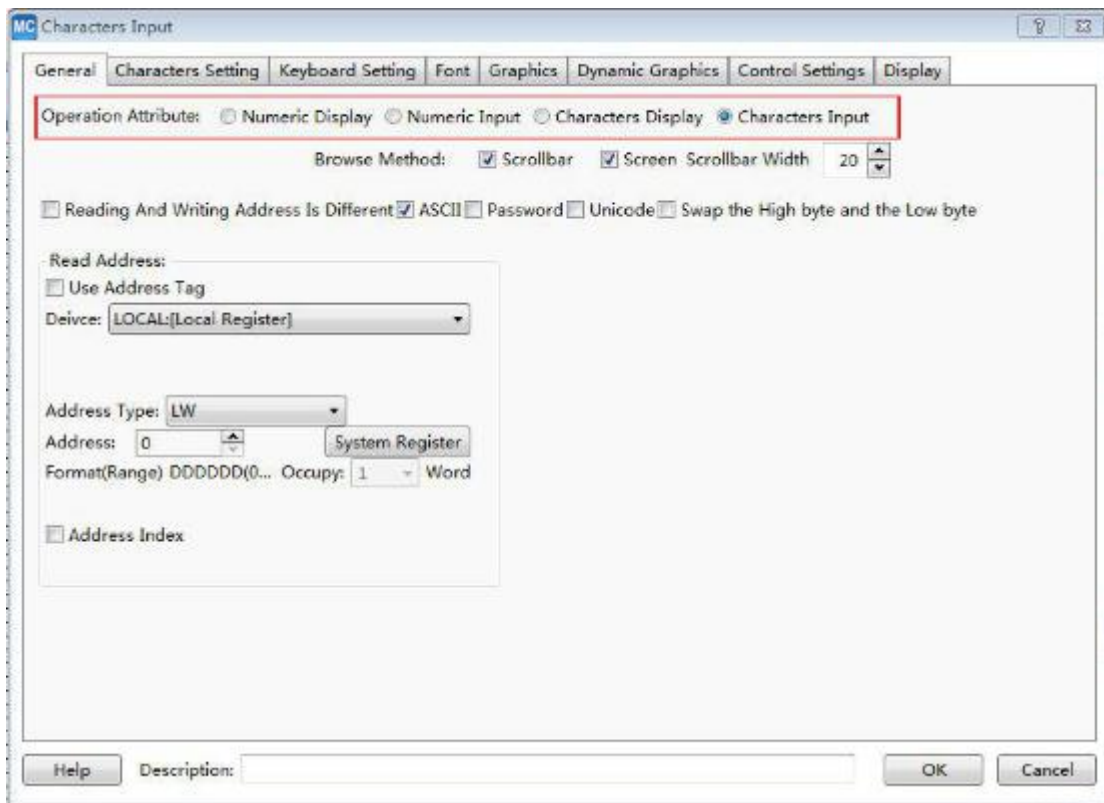 MC Characters Input
General Characters Setting Keyboard Setting Font Graphics Dynamic Graphics Control Settings Display
Operation Attribute: Numeric Display Numeric Input Characters Display Characters Input
Browse Method: Scrollbar Screen Scrollbar Width 20
Reading And Writing Address Is Different ASCII Password Unicode Swap the High byte and the Low byte
Read Address:
Use Address Tag
Deivce: LOCAL:[Local Register]
Address Type: LW
Address: 0 System Register
Format(Range) DDDDDD(0... Occupy: 1 Word
Address Index
Help Description: OK Cancel